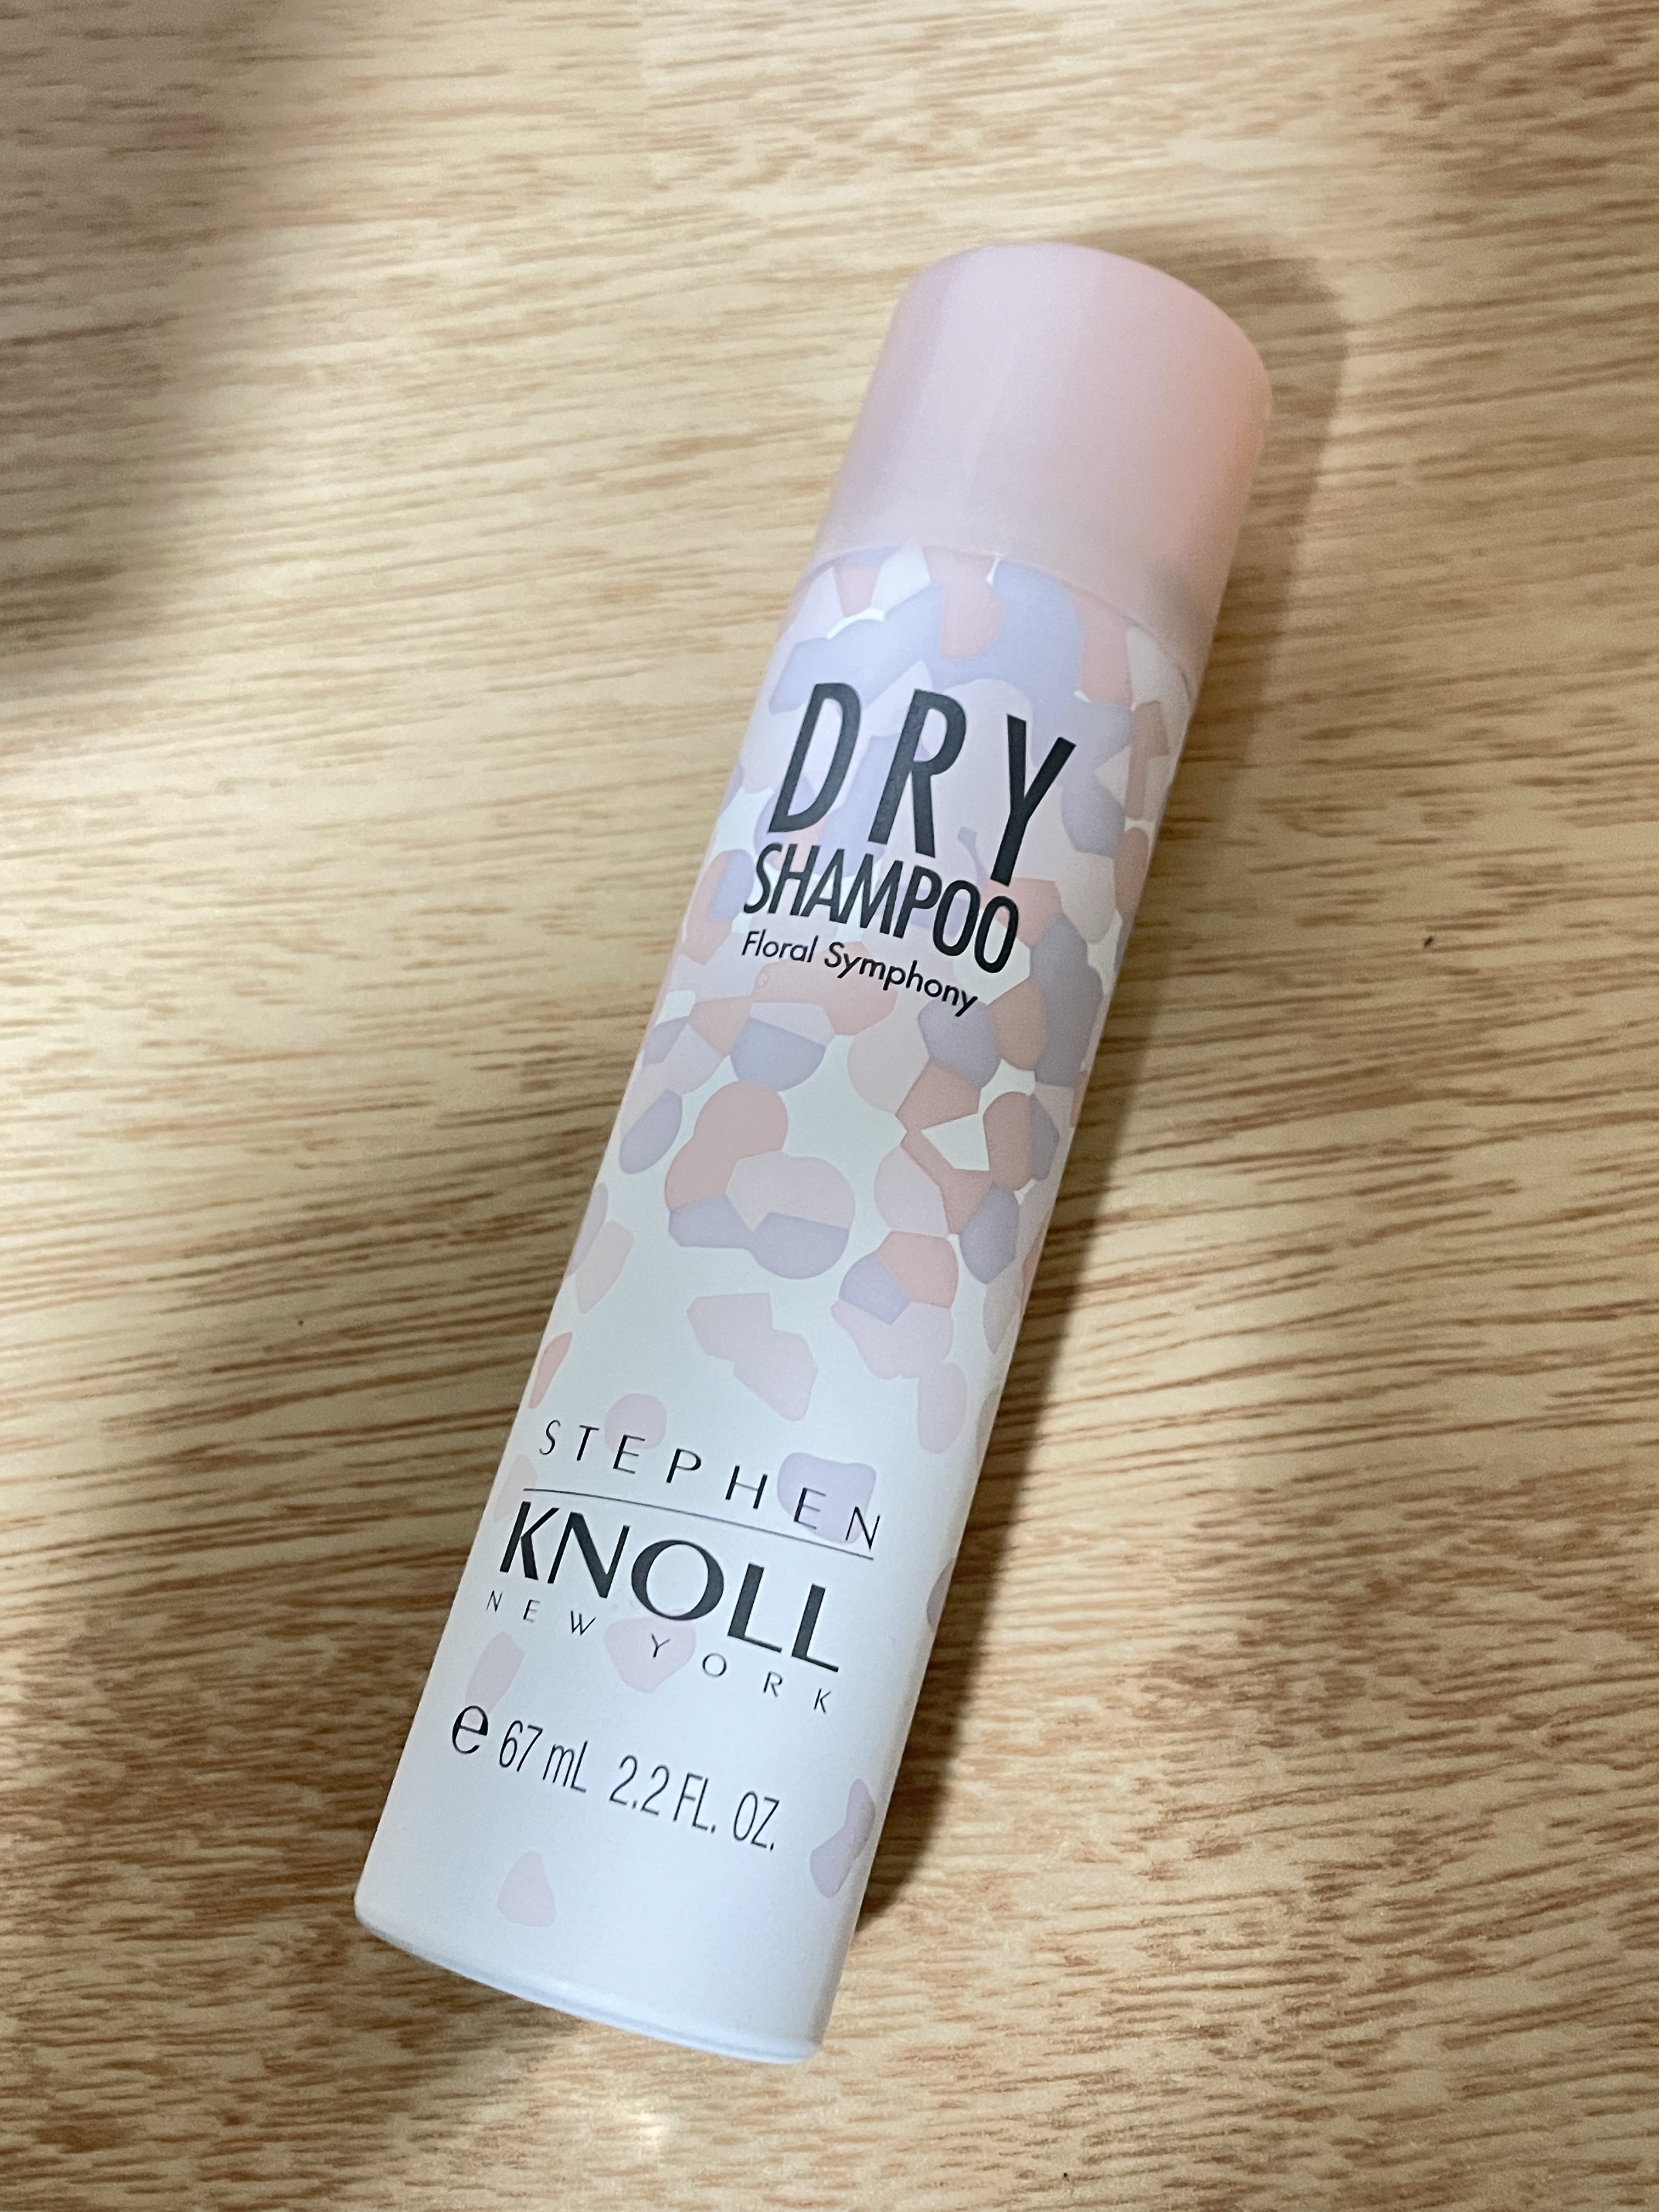 DRY
SHAMPOO
Floral Symphony
STEPHEN
KNOLL
NEW YORK
℮ 67 mL 2.2 FL. OZ.